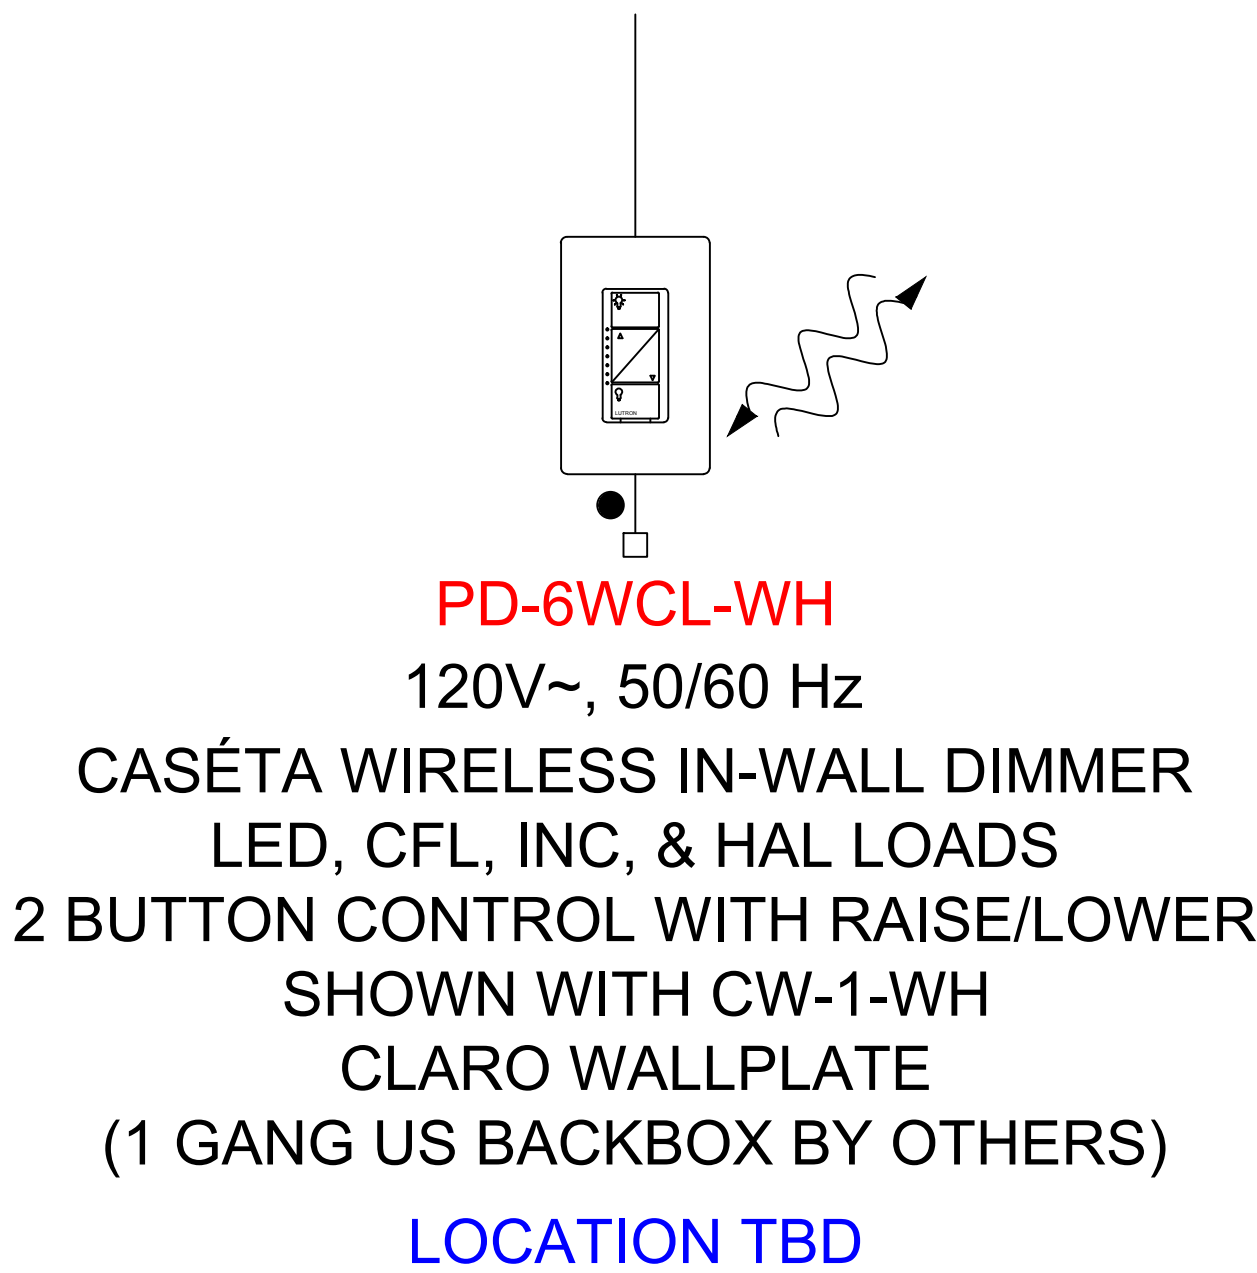 LUTRON
PD-6WCL-WH
120V~, 50/60 Hz
CASÉTA WIRELESS IN-WALL DIMMER
LED, CFL, INC, & HAL LOADS
2 BUTTON CONTROL WITH RAISE/LOWER
SHOWN WITH CW-1-WH
CLARO WALLPLATE
(1 GANG US BACKBOX BY OTHERS)
LOCATION TBD